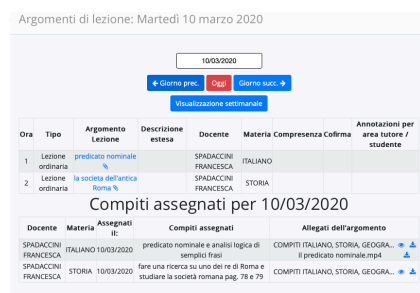 Argomenti di lezione: Martedì 10 marzo 2020
10/03/2020
← Giorno prec. Oggi Giorno succ. →
Visualizzazione settimanale
Ora Tipo Argomento Lezione Descrizione estesa Docente Materia Compresenza Cofirma Annotazioni per area tutore / studente
1 Lezione ordinaria predicato nominale SPADACCINI FRANCESCA ITALIANO
2 Lezione ordinaria la societa dell'antica Roma SPADACCINI FRANCESCA STORIA
Compiti assegnati per 10/03/2020
Docente Materia Assegnati il: Compiti assegnati Allegati dell'argomento
SPADACCINI FRANCESCA ITALIANO 10/03/2020 predicato nominale e analisi logica di semplici frasi COMPITI ITALIANO, STORIA, GEOGRA... Il predicato nominale.mp4
SPADACCINI FRANCESCA STORIA 10/03/2020 fare una ricerca su uno dei re di Roma e studiare la società romana pag. 78 e 79 COMPITI ITALIANO, STORIA, GEOGRA...